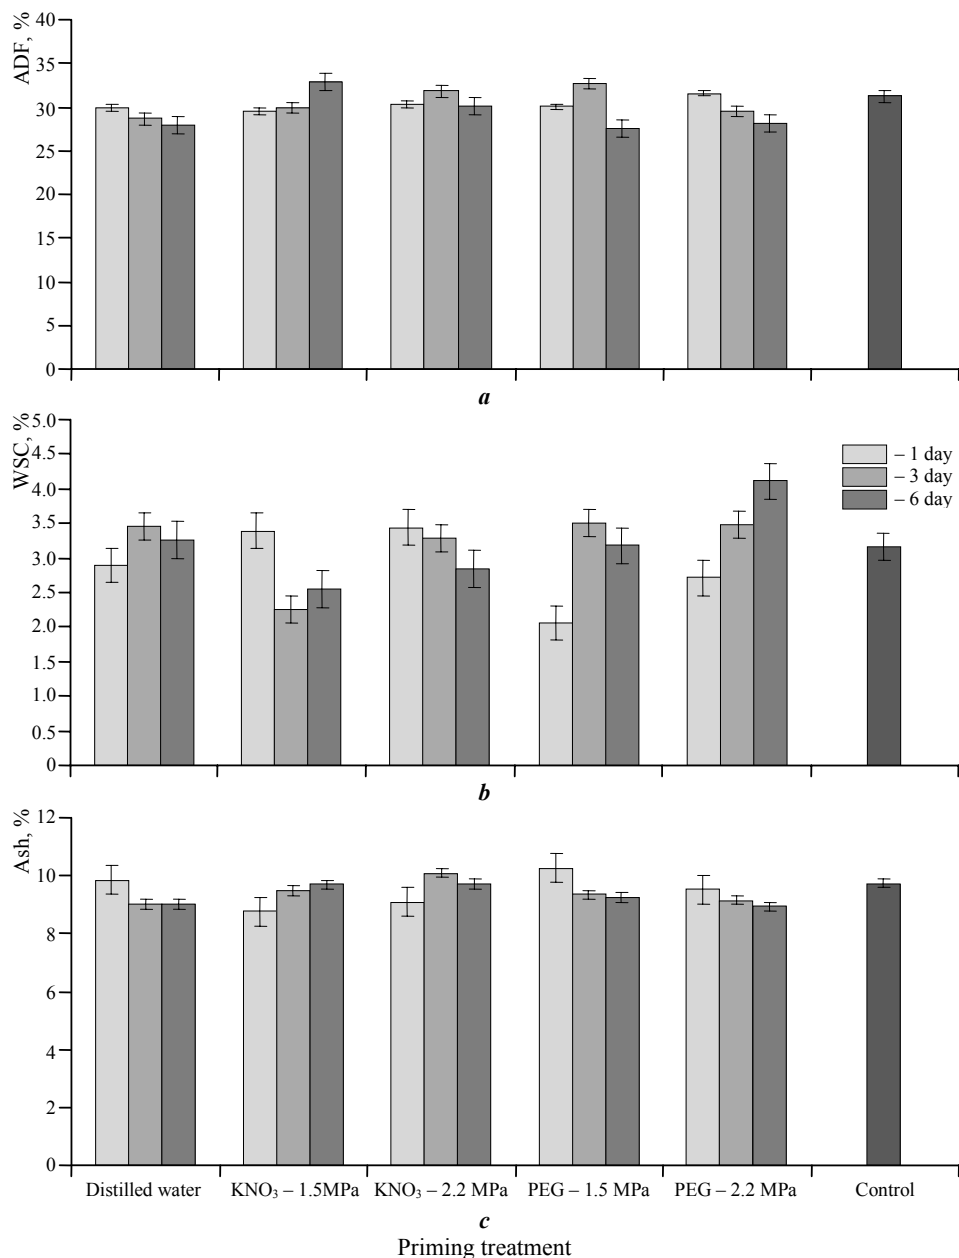 ADF, %
40
35
30
25
20
15
10
5
0
a
WSC, %
5.0
4.5
4.0
3.5
3.0
2.5
2.0
1.5
1.0
0.5
0
– 1 day
– 3 day
– 6 day
b
Ash, %
12
10
8
6
4
2
0
Distilled water KNO₃ – 1.5MPa KNO₃ – 2.2 MPa PEG – 1.5 MPa PEG – 2.2 MPa Control
c
Priming treatment